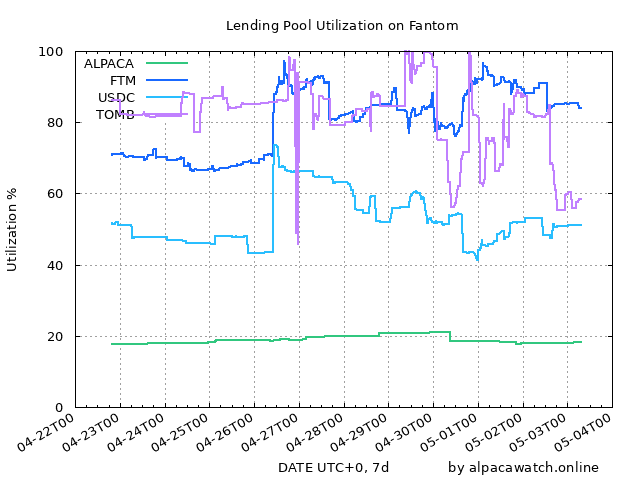 Lending Pool Utilization on Fantom
100
80
60
40
20
0
Utilization %
ALPACA
FTM
USDC
TOMB
04-22T00
04-23T00
04-24T00
04-25T00
04-26T00
04-27T00
04-28T00
04-29T00
04-30T00
05-01T00
05-02T00
05-03T00
05-04T00
DATE UTC+0, 7d
by alpacawatch.online